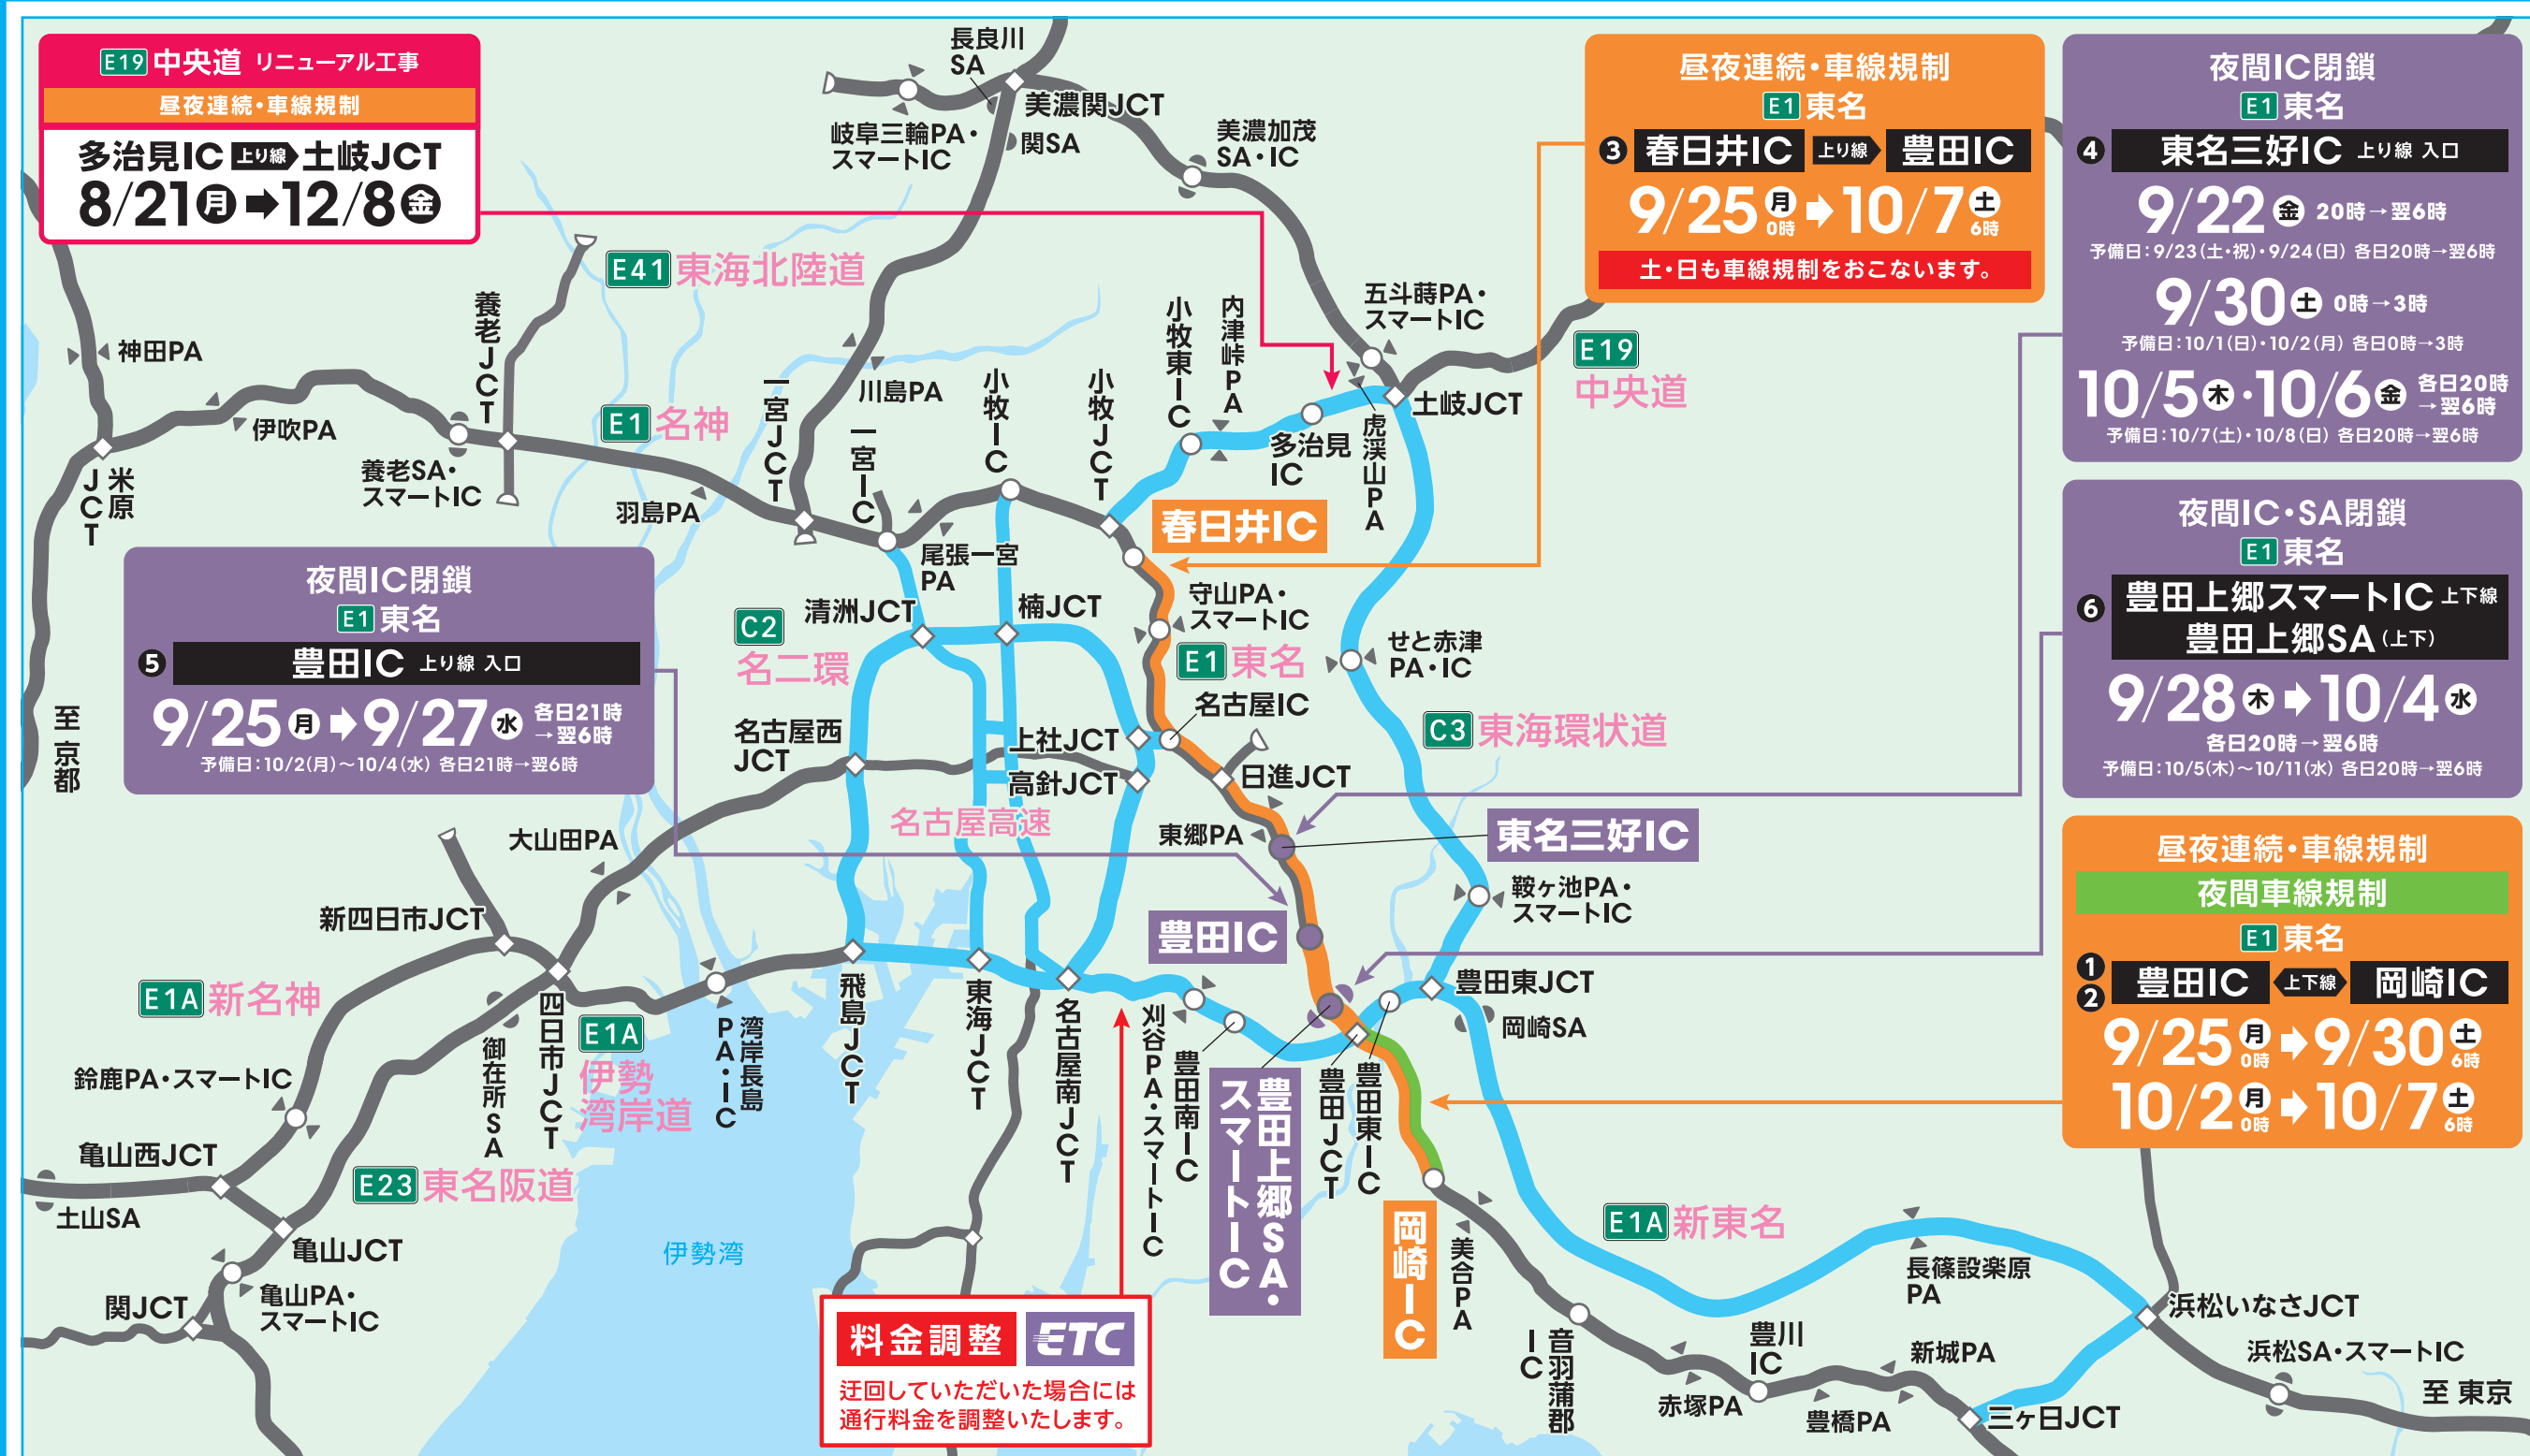 E19 中央道 リニューアル工事
昼夜連続・車線規制
多治見IC 上り線 土岐JCT
8/21月➡12/8金
昼夜連続・車線規制
E1 東名
❸ 春日井IC 上り線 豊田IC
9/25月0時➡10/7土6時
土・日も車線規制をおこないます。
夜間IC閉鎖
E1 東名
❹ 東名三好IC 上り線 入口
9/22金 20時→翌6時
予備日：9/23（土・祝）・9/24（日） 各日20時→翌6時
9/30土 0時→3時
予備日：10/1（日）・10/2（月） 各日0時→3時
10/5木・10/6金 各日20時
→翌6時
予備日：10/7（土）・10/8（日） 各日20時→翌6時
夜間IC・SA閉鎖
E1 東名
❻ 豊田上郷スマートIC 上下線
豊田上郷SA（上下）
9/28木➡10/4水
各日20時→翌6時
予備日：10/5（木）～10/11（水） 各日20時→翌6時
昼夜連続・車線規制
夜間車線規制
E1 東名
❶
❷ 豊田IC 上下線 岡崎IC
9/25月0時➡9/30土6時
10/2月0時➡10/7土6時
夜間IC閉鎖
E1 東名
❺ 豊田IC 上り線 入口
9/25月➡9/27水 各日21時
→翌6時
予備日：10/2（月）～10/4（水） 各日21時→翌6時
長良川
SA
美濃関JCT
岐阜三輪PA・
スマートIC
関SA
美濃加茂
SA・IC
E41 東海北陸道
五斗蒔PA・
スマートIC
E19
中央道
土岐JCT
虎渓山PA
多治見
IC
内津峠PA
小牧東IC
小牧JCT
小牧IC
川島PA
一宮JCT
一宮IC
E1 名神
養老JCT
神田PA
伊吹PA
養老SA・
スマートIC
羽島PA
米原
JCT
至 京都
尾張一宮
PA
春日井IC
守山PA・
スマートIC
E1 東名
清洲JCT
楠JCT
C2
名二環
名古屋IC
せと赤津
PA・IC
C3 東海環状道
名古屋西
JCT
上社JCT
高針JCT
日進JCT
名古屋高速
東郷PA
東名三好IC
大山田PA
鞍ヶ池PA・
スマートIC
新四日市JCT
豊田IC
豊田東JCT
岡崎SA
E1A 新名神
四日市JCT
E1A
伊勢
湾岸道
湾岸長島
PA・IC
飛島JCT
東海JCT
名古屋南JCT
刈谷PA・スマートIC
豊田南IC
豊田上郷SA・
スマートIC
豊田JCT
豊田東IC
御在所SA
鈴鹿PA・スマートIC
亀山西JCT
E23 東名阪道
土山SA
亀山JCT
亀山PA・
スマートIC
関JCT
伊勢湾
岡崎IC
美合PA
E1A 新東名
長篠設楽原
PA
浜松いなさJCT
浜松SA・スマートIC
至 東京
音羽蒲郡
IC
豊川
IC
新城PA
赤塚PA
豊橋PA
三ヶ日JCT
料金調整 ETC
迂回していただいた場合には
通行料金を調整いたします。